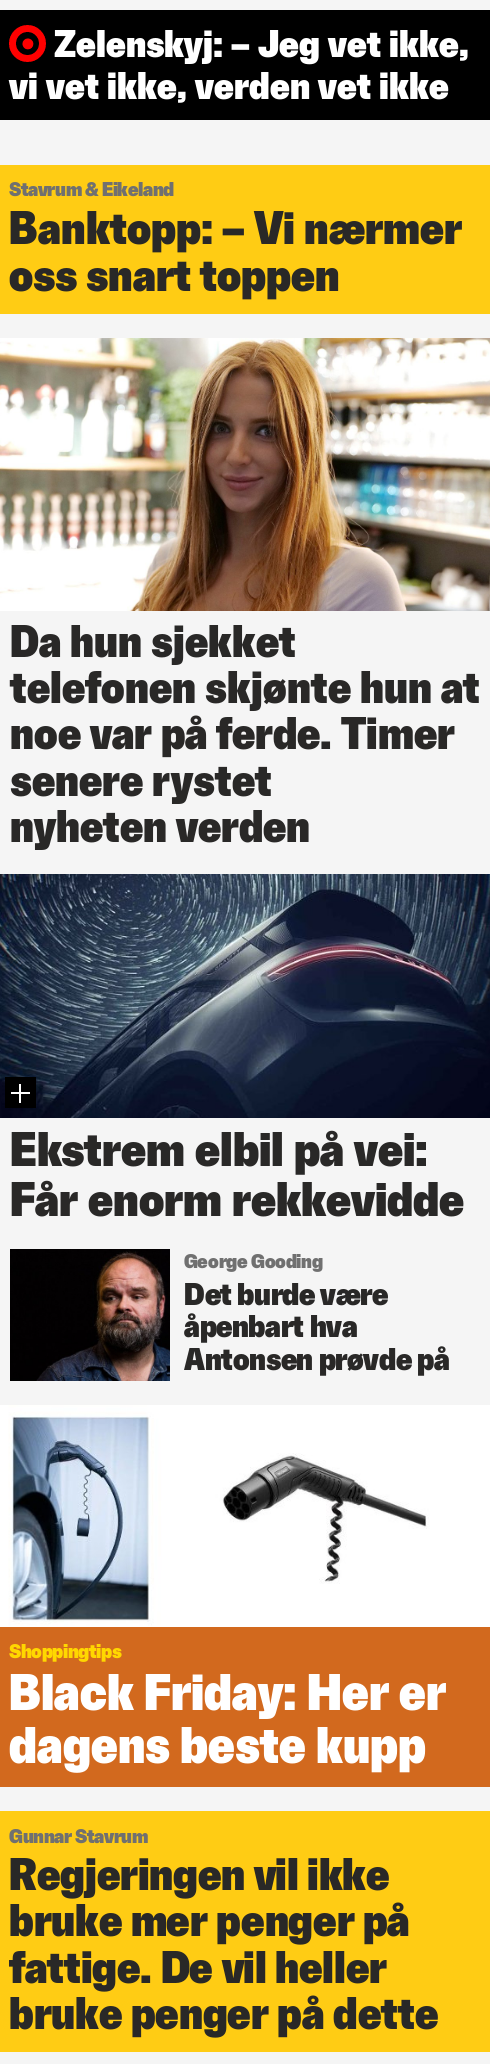 Zelenskyj: – Jeg vet ikke,
vi vet ikke, verden vet ikke
Stavrum & Eikeland
Banktopp: – Vi nærmer
oss snart toppen
Da hun sjekket
telefonen skjønte hun at
noe var på ferde. Timer
senere rystet
nyheten verden
Ekstrem elbil på vei:
Får enorm rekkevidde
George Gooding
Det burde være
åpenbart hva
Antonsen prøvde på
Shoppingtips
Black Friday: Her er
dagens beste kupp
Gunnar Stavrum
Regjeringen vil ikke
bruke mer penger på
fattige. De vil heller
bruke penger på dette